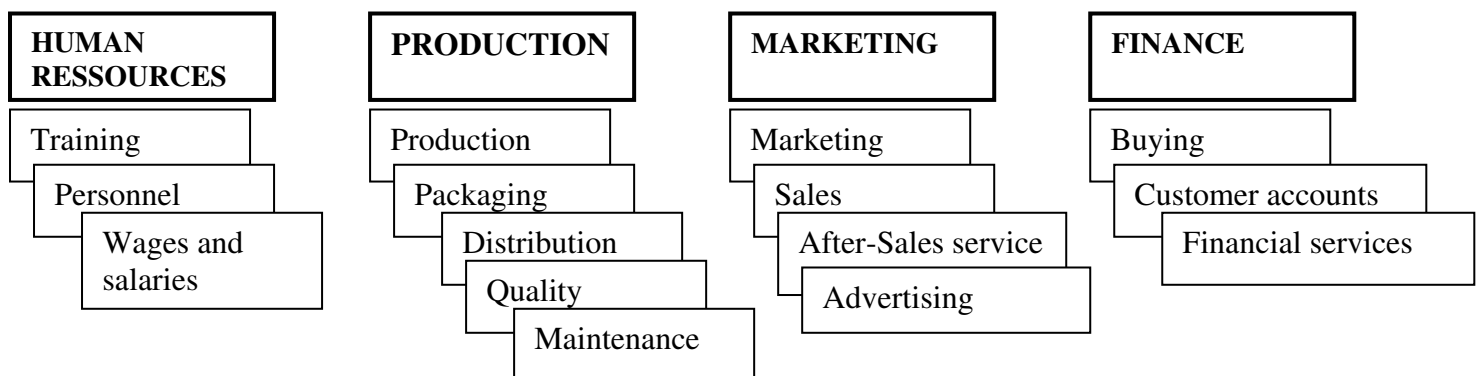 HUMAN
RESSOURCES
Training
Personnel
Wages and
salaries
PRODUCTION
Production
Packaging
Distribution
Quality
Maintenance
MARKETING
Marketing
Sales
After-Sales service
Advertising
FINANCE
Buying
Customer accounts
Financial services